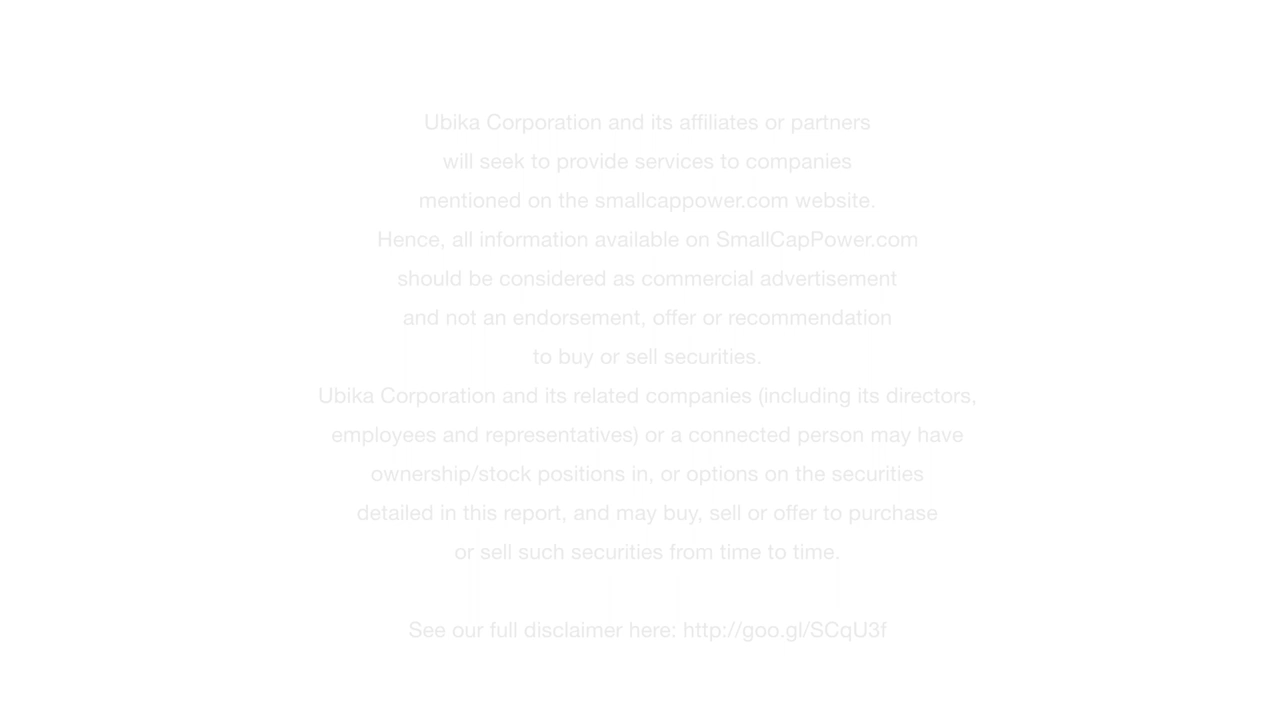 Ubika Corporation and its affiliates or partners
will seek to provide services to companies
mentioned on the smallcappower.com website.
Hence, all information available on SmallCapPower.com
should be considered as commercial advertisement
and not an endorsement, offer or recommendation
to buy or sell securities.
Ubika Corporation and its related companies (including its directors,
employees and representatives) or a connected person may have
ownership/stock positions in, or options on the securities
detailed in this report, and may buy, sell or offer to purchase
or sell such securities from time to time.
See our full disclaimer here: http://goo.gl/SCqU3f